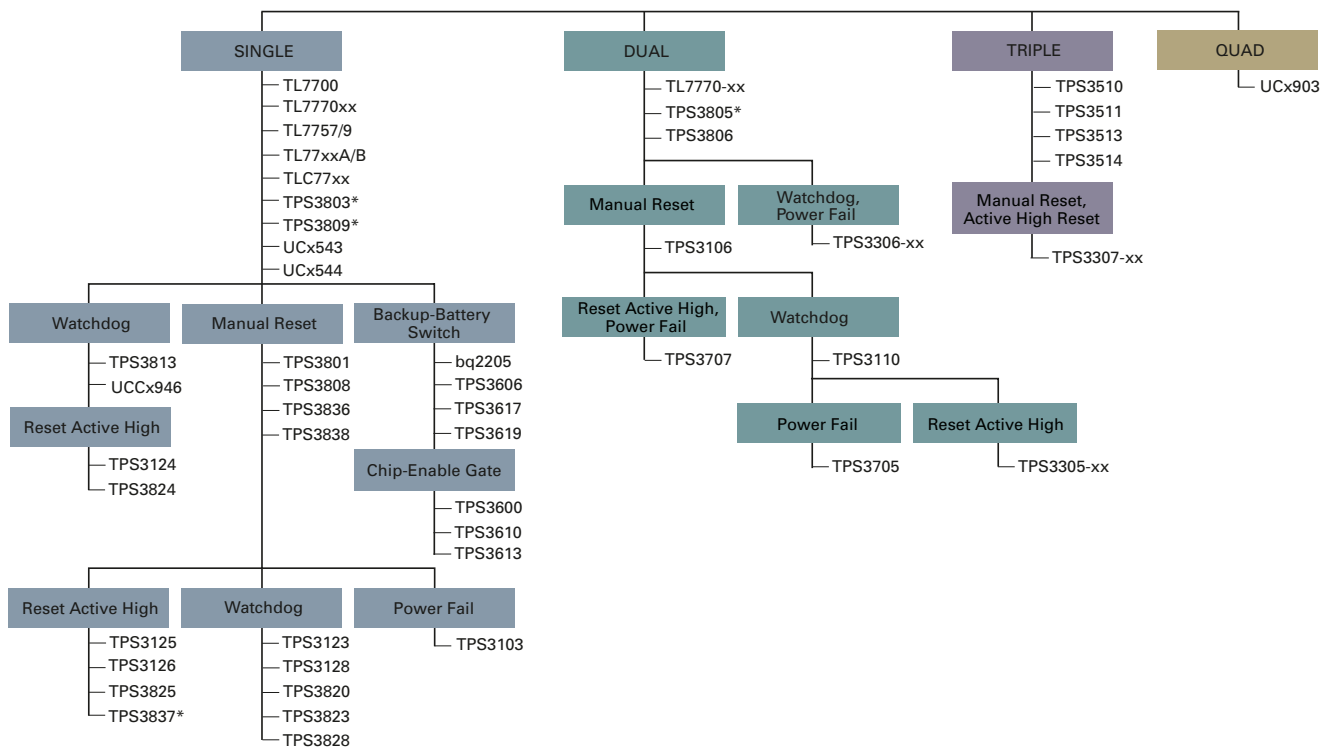 SINGLE
TL7700
TL7770xx
TL7757/9
TL77xxA/B
TLC77xx
TPS3803*
TPS3809*
UCx543
UCx544
Watchdog
TPS3813
UCCx946
Reset Active High
TPS3124
TPS3824
Manual Reset
TPS3801
TPS3808
TPS3836
TPS3838
Backup-Battery
Switch
bq2205
TPS3606
TPS3617
TPS3619
Chip-Enable Gate
TPS3600
TPS3610
TPS3613
Reset Active High
TPS3125
TPS3126
TPS3825
TPS3837*
Watchdog
TPS3123
TPS3128
TPS3820
TPS3823
TPS3828
Power Fail
TPS3103
DUAL
TL7770-xx
TPS3805*
TPS3806
Manual Reset
TPS3106
Watchdog,
Power Fail
TPS3306-xx
Reset Active High,
Power Fail
TPS3707
Watchdog
TPS3110
Power Fail
TPS3705
Reset Active High
TPS3305-xx
TRIPLE
TPS3510
TPS3511
TPS3513
TPS3514
Manual Reset,
Active High Reset
TPS3307-xx
QUAD
UCx903